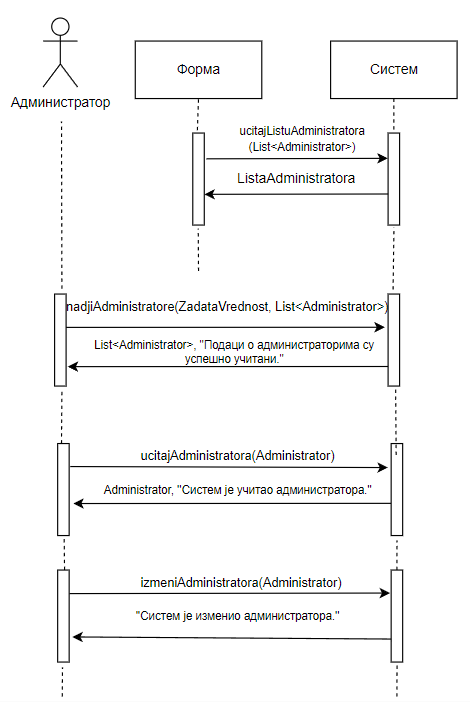 Администратор
Форма
Систем
ucitajListuAdministratora
(List<Administrator>)
ListaAdministratora
nadjiAdministratore(ZadataVrednost, List<Administrator>)
List<Administrator>, "Подаци о администраторима су
успешно учитани."
ucitajAdministratora(Administrator)
Administrator, "Систем је учитао администратора."
izmeniAdministratora(Administrator)
"Систем је изменио администратора."